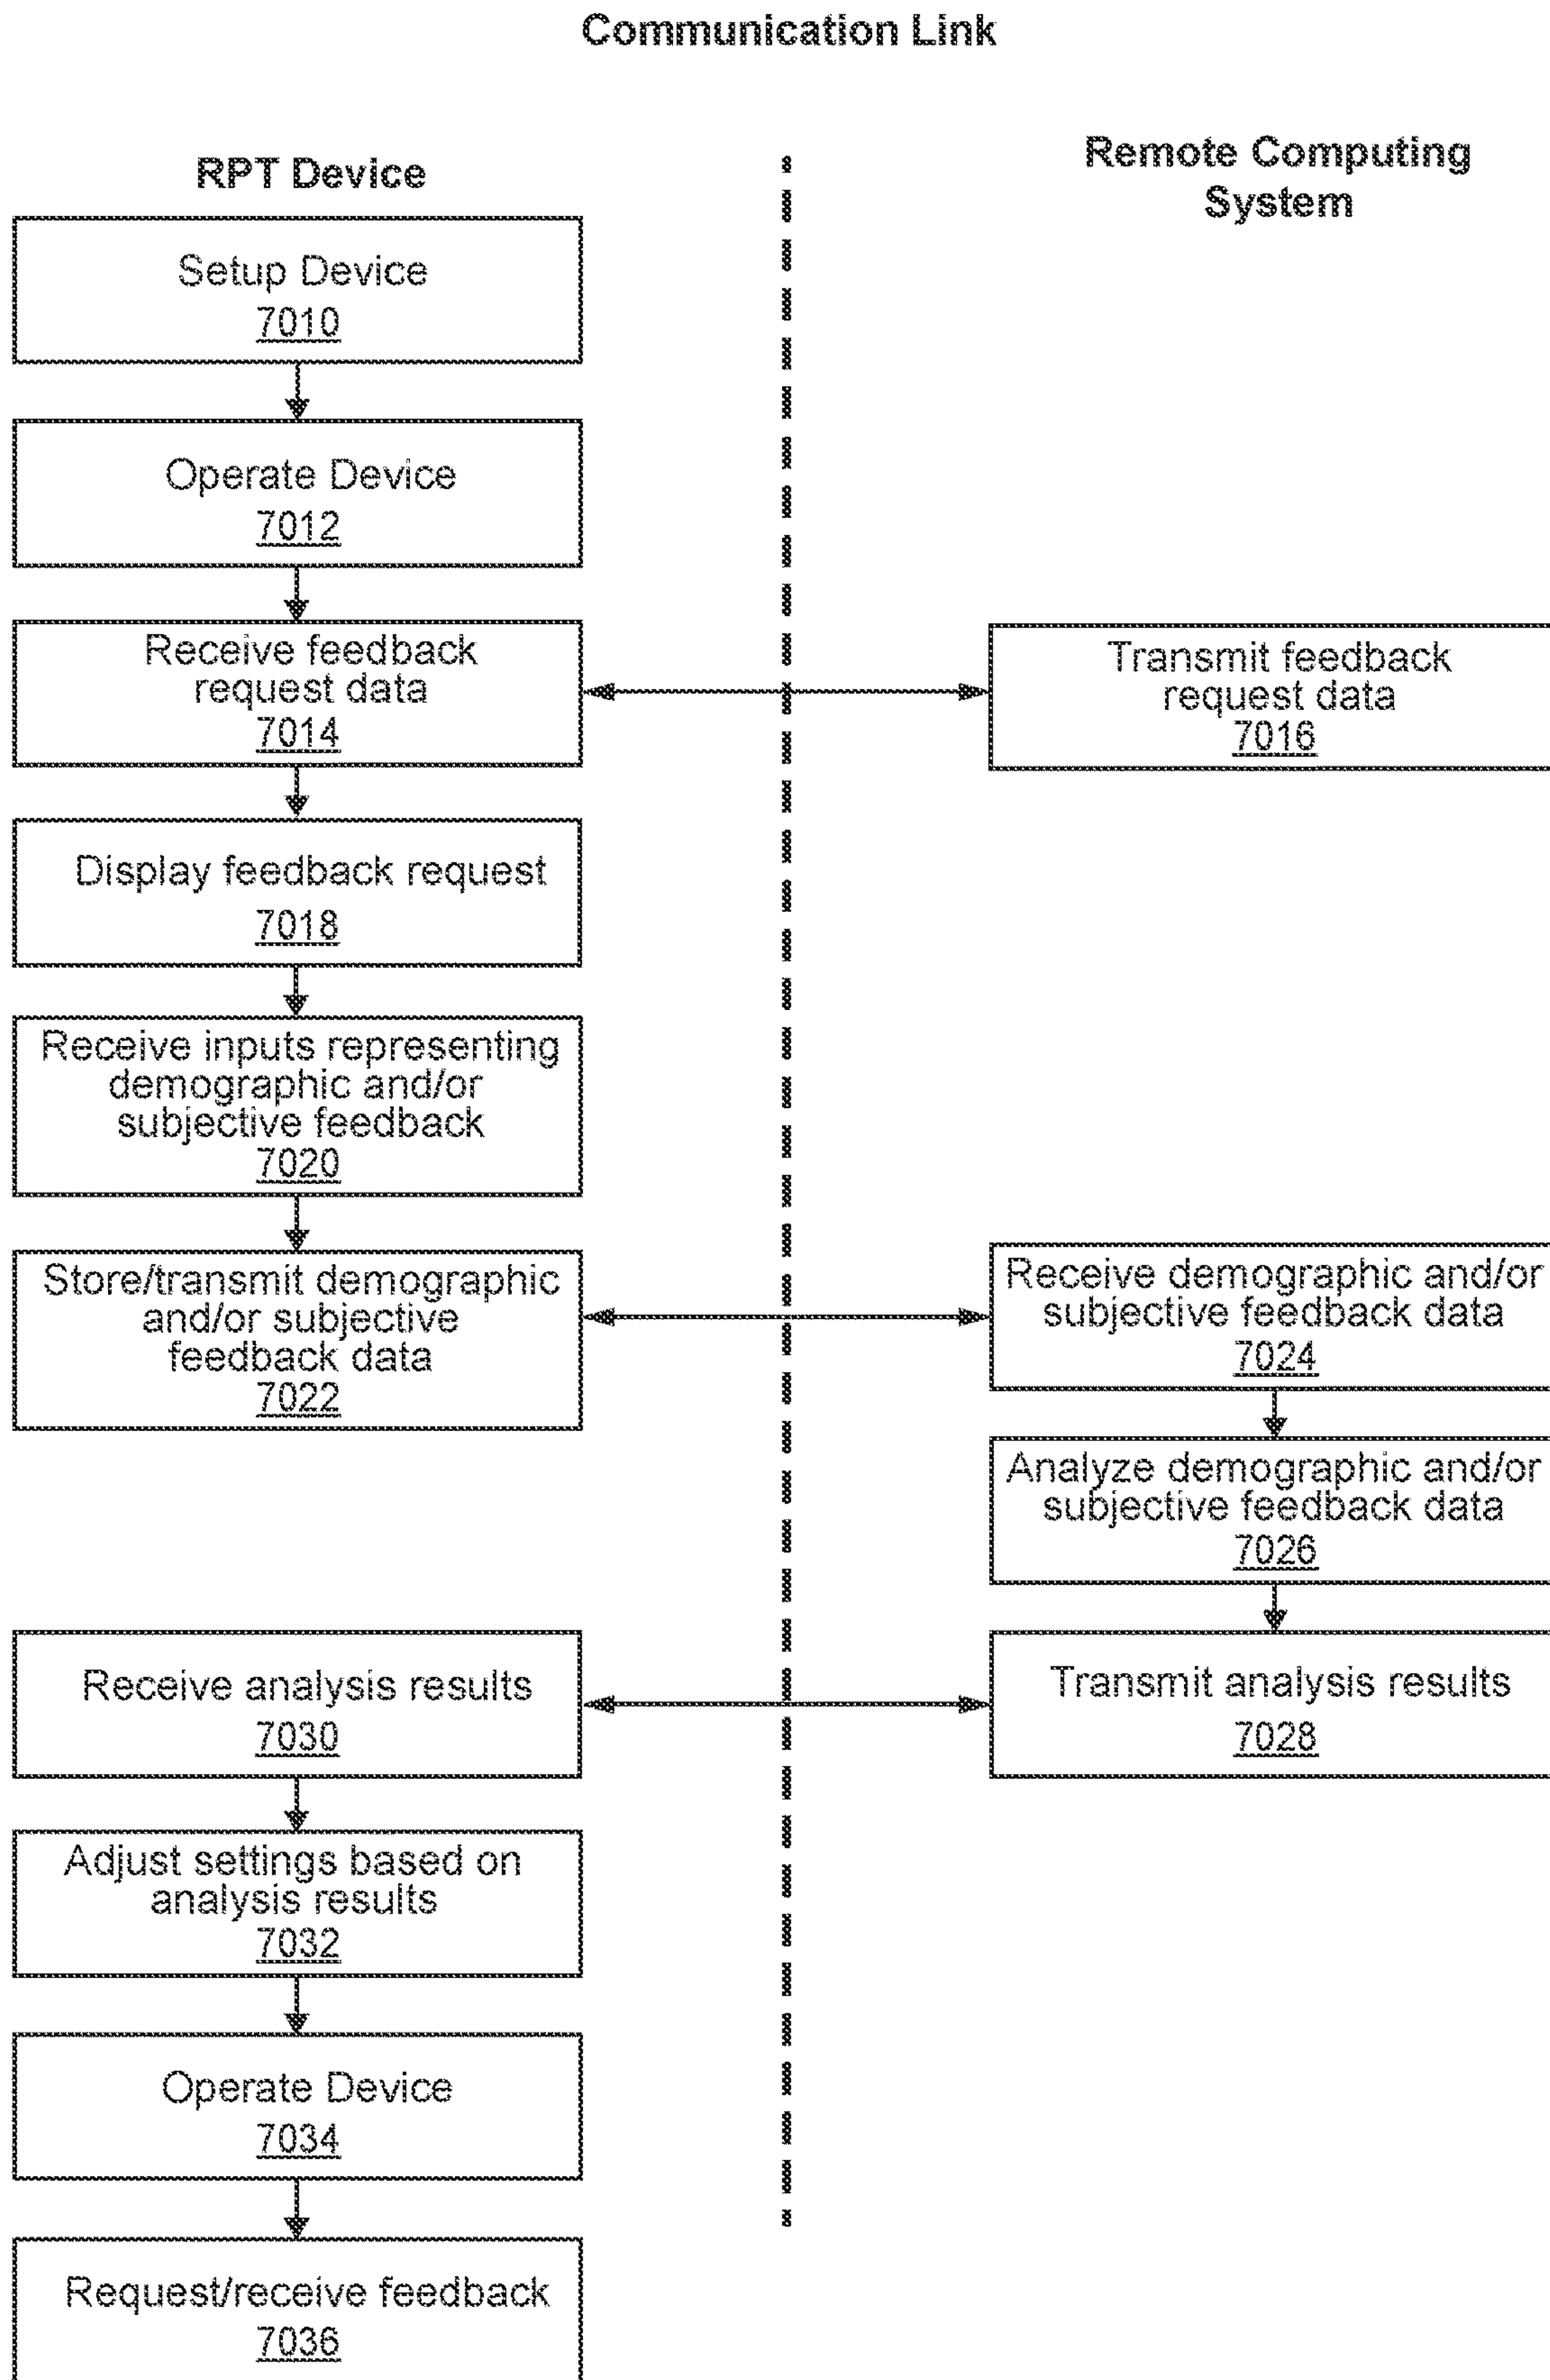 Communication Link
RPT Device
Remote Computing
System
Setup Device
7010
Operate Device
7012
Receive feedback
request data
7014
Transmit feedback
request data
7016
Display feedback request
7018
Receive inputs representing
demographic and/or
subjective feedback
7020
Store/transmit demographic
and/or subjective
feedback data
7022
Receive demographic and/or
subjective feedback data
7024
Analyze demographic and/or
subjective feedback data
7026
Transmit analysis results
7028
Receive analysis results
7030
Adjust settings based on
analysis results
7032
Operate Device
7034
Request/receive feedback
7036